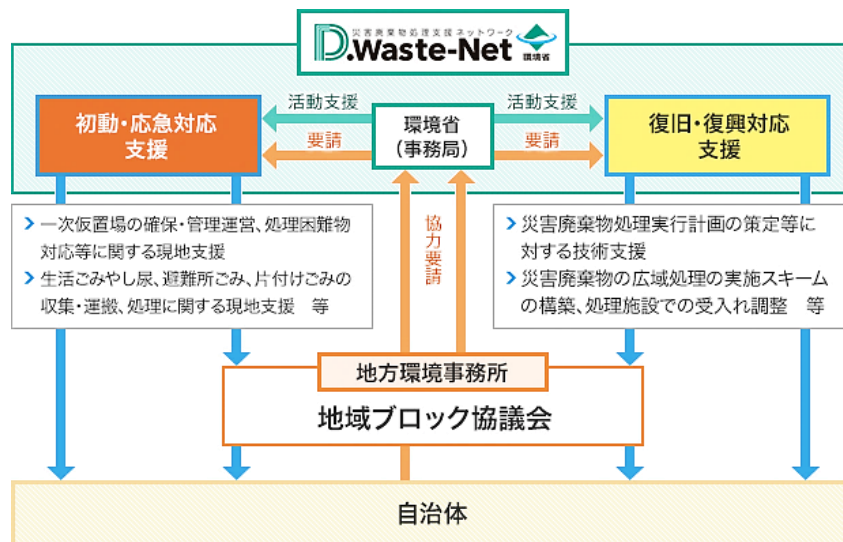 災害廃棄物処理支援ネットワーク
D.Waste-Net
環境省
初動・応急対応
支援
活動支援
要請
環境省
(事務局)
活動支援
要請
復旧・復興対応
支援
一次仮置場の確保・管理運営、処理困難物
対応等に関する現地支援
生活ごみやし尿、避難所ごみ、片付けごみの
収集・運搬、処理に関する現地支援 等
協力要請
災害廃棄物処理実行計画の策定等に
対する技術支援
災害廃棄物の広域処理の実施スキーム
の構築、処理施設での受入れ調整 等
地方環境事務所
地域ブロック協議会
自治体